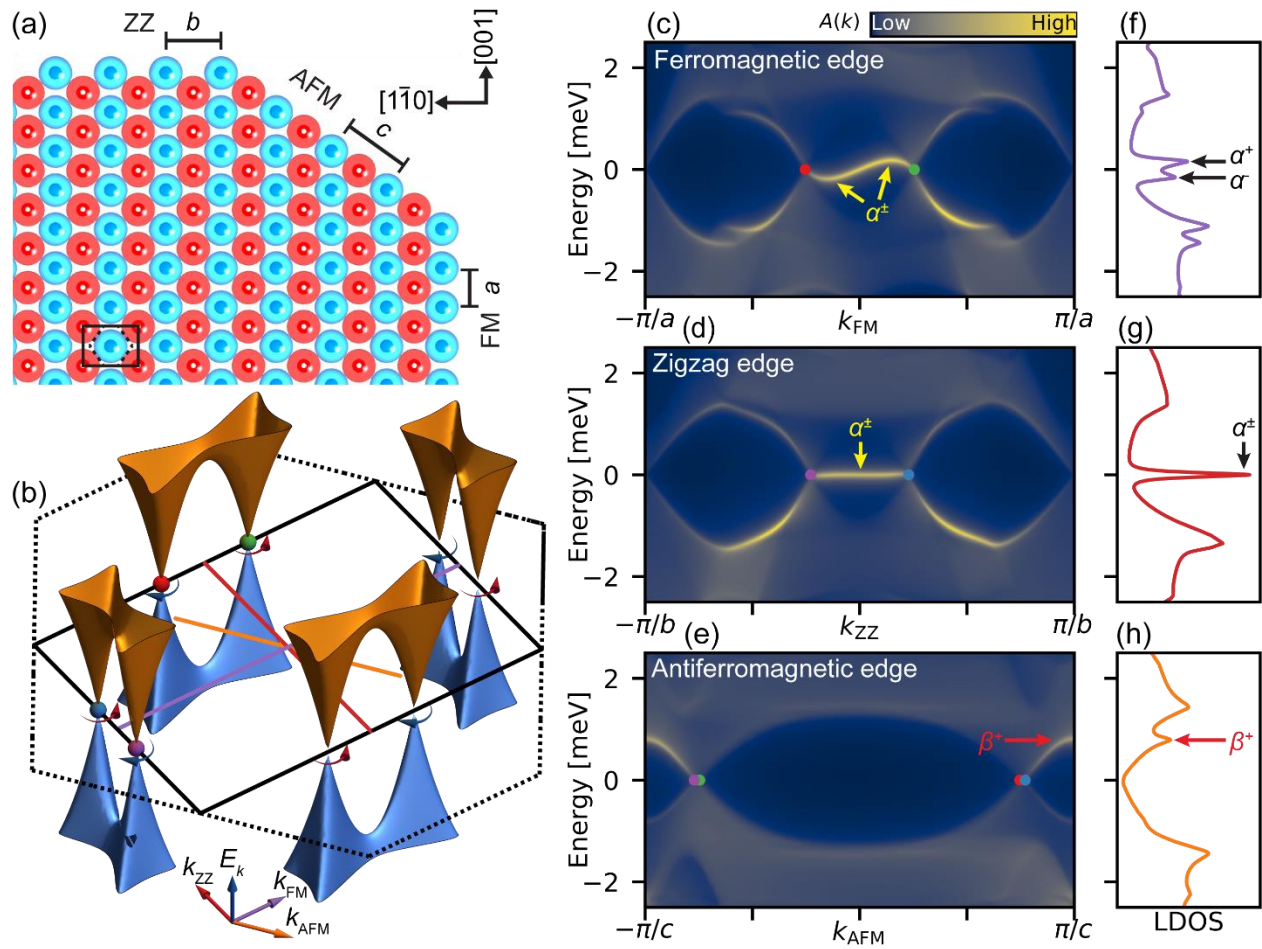 (a)
ZZ
b
[001]
[11̄0]
AFM
c
FM
a
(b)
k_ZZ
E_k
k_FM
k_AFM
(c)
A(k)
Low
High
Energy [meV]
2
0
−2
Ferromagnetic edge
α±
−π/a
k_FM
π/a
(d)
Energy [meV]
2
0
−2
Zigzag edge
α±
−π/b
k_ZZ
π/b
(e)
Energy [meV]
2
0
−2
Antiferromagnetic edge
β+
−π/c
k_AFM
π/c
(f)
α+
α-
(g)
α±
(h)
β+
LDOS